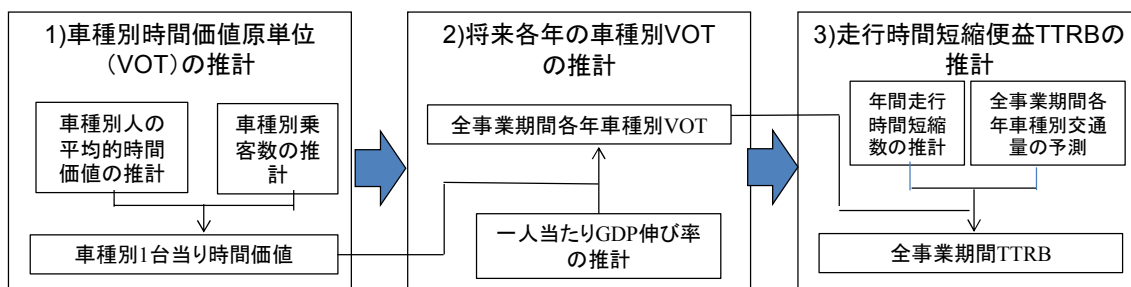 1)車種別時間価値原単位
（VOT）の推計
車種別人の
平均的時間
価値の推計
車種別乗
客数の推
計
車種別1台当り時間価値
2)将来各年の車種別VOT
の推計
全事業期間各年車種別VOT
一人当たりGDP伸び率
の推計
3)走行時間短縮便益TTRBの
推計
年間走行
時間短縮
数の推計
全事業期間各
年車種別交通
量の予測
全事業期間TTRB